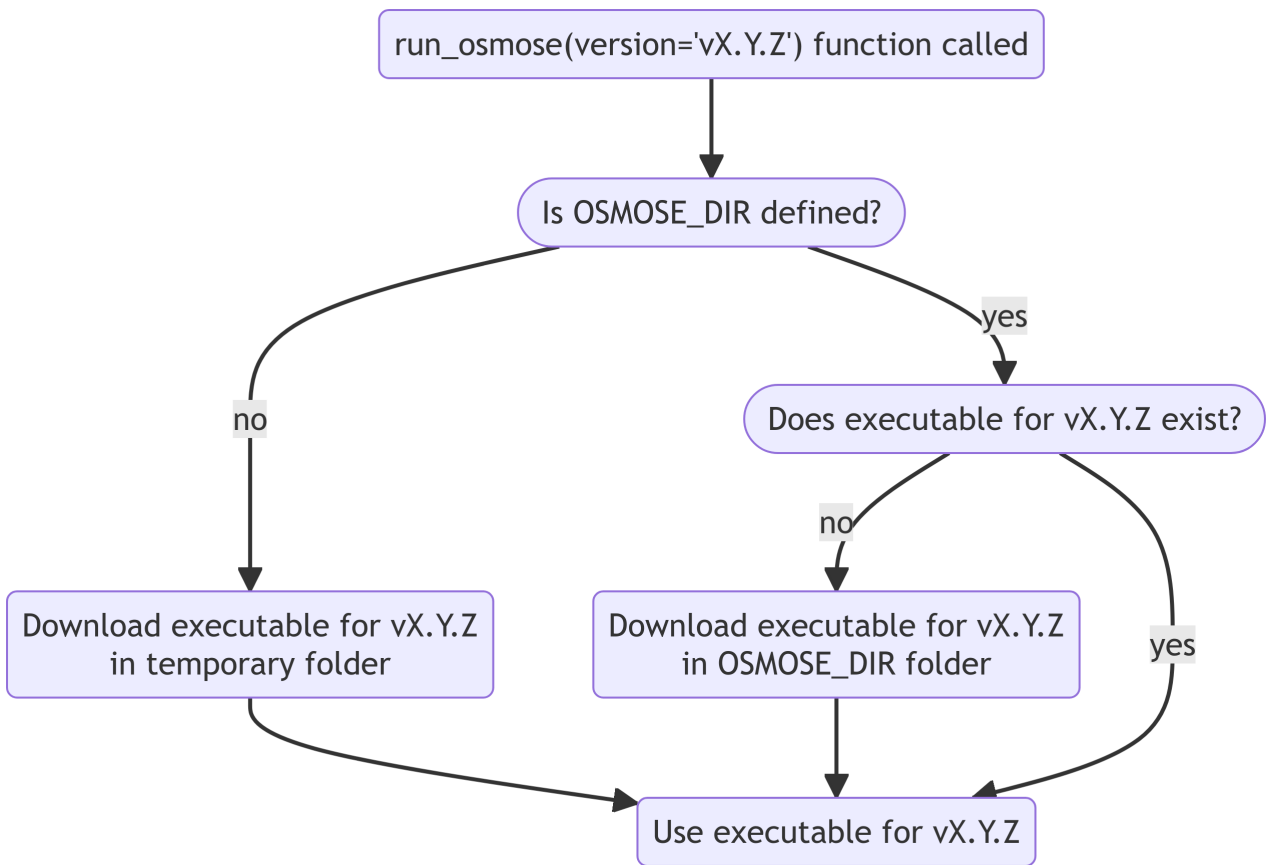 run_osmose(version='vX.Y.Z') function called
Is OSMOSE_DIR defined?
yes
no
Does executable for vX.Y.Z exist?
no
Download executable for vX.Y.Z
in temporary folder
Download executable for vX.Y.Z
in OSMOSE_DIR folder
yes
Use executable for vX.Y.Z